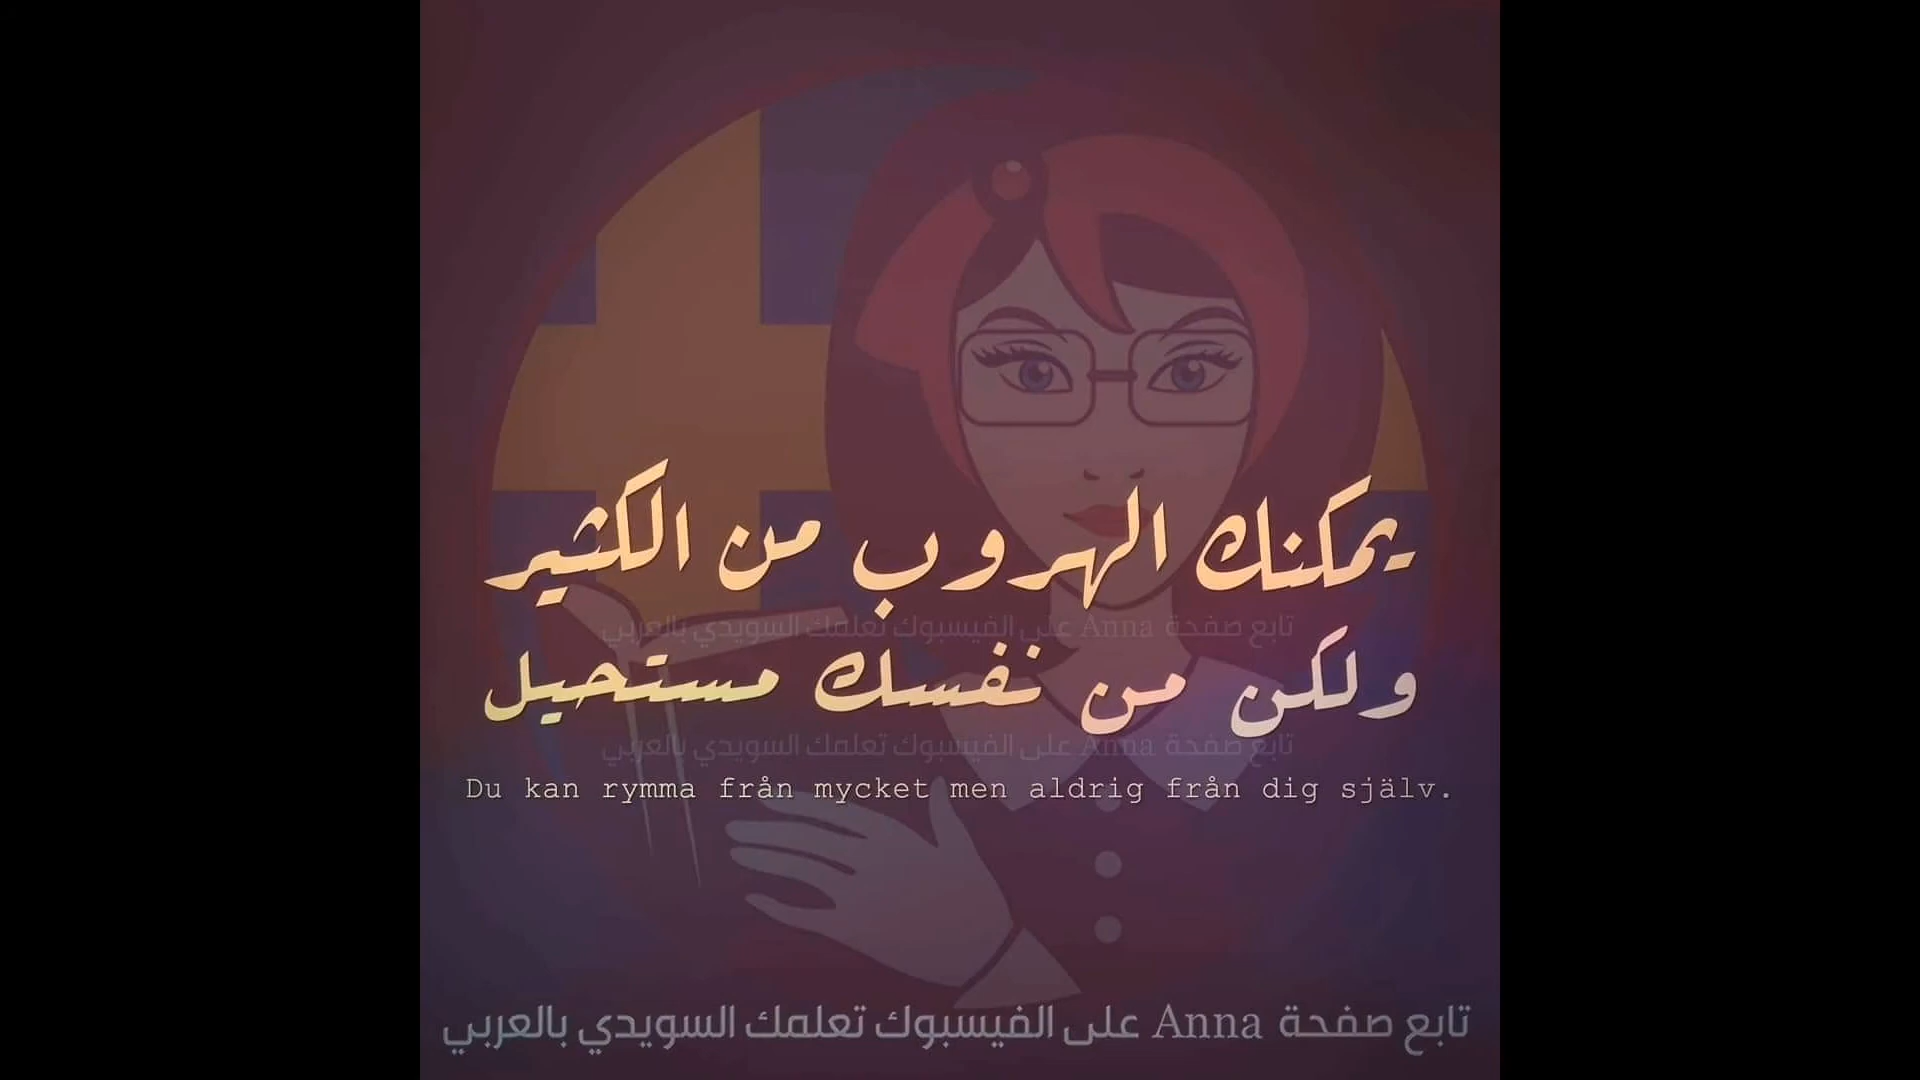 يمكنك الهروب من الكثير
تابع صفحة Anna على الفيسبوك تعلمك السويدي بالعربي
ولكن من نفسك مستحيل
تابع صفحة Anna على الفيسبوك تعلمك السويدي بالعربي
Du kan rymma från mycket men aldrig från dig själv.
تابع صفحة Anna على الفيسبوك تعلمك السويدي بالعربي